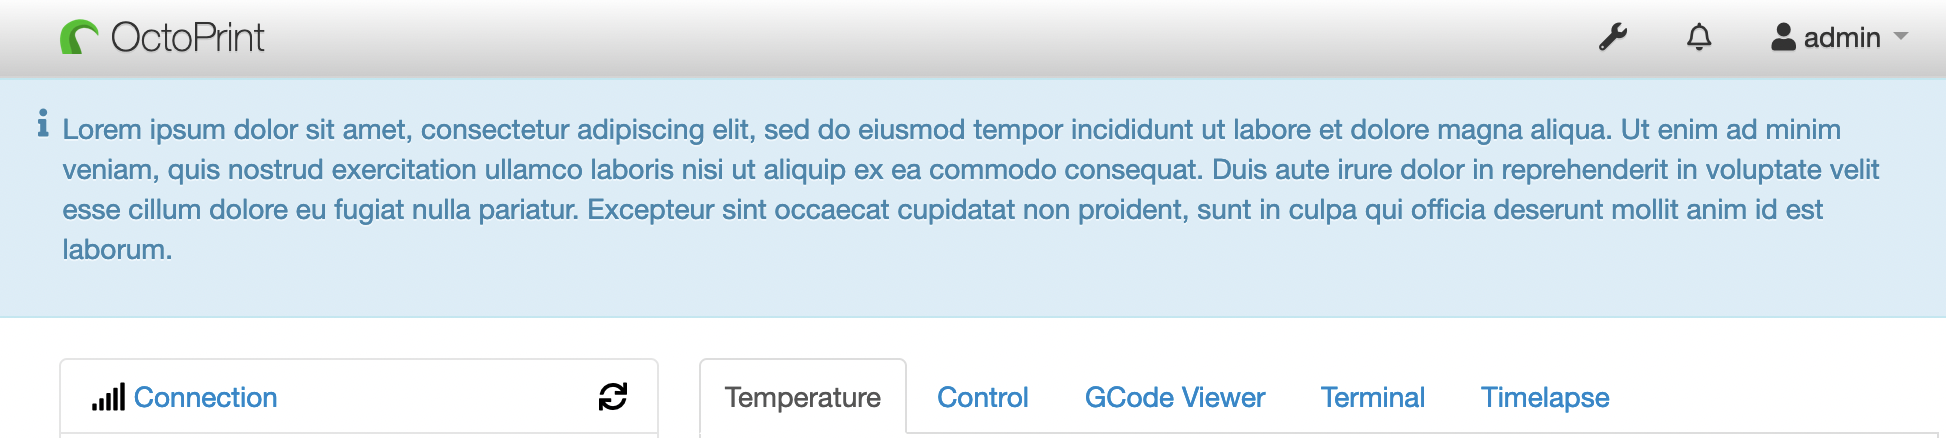 OctoPrint
admin
Lorem ipsum dolor sit amet, consectetur adipiscing elit, sed do eiusmod tempor incididunt ut labore et dolore magna aliqua. Ut enim ad minim
veniam, quis nostrud exercitation ullamco laboris nisi ut aliquip ex ea commodo consequat. Duis aute irure dolor in reprehenderit in voluptate velit
esse cillum dolore eu fugiat nulla pariatur. Excepteur sint occaecat cupidatat non proident, sunt in culpa qui officia deserunt mollit anim id est
laborum.
Connection
Temperature Control GCode Viewer Terminal Timelapse